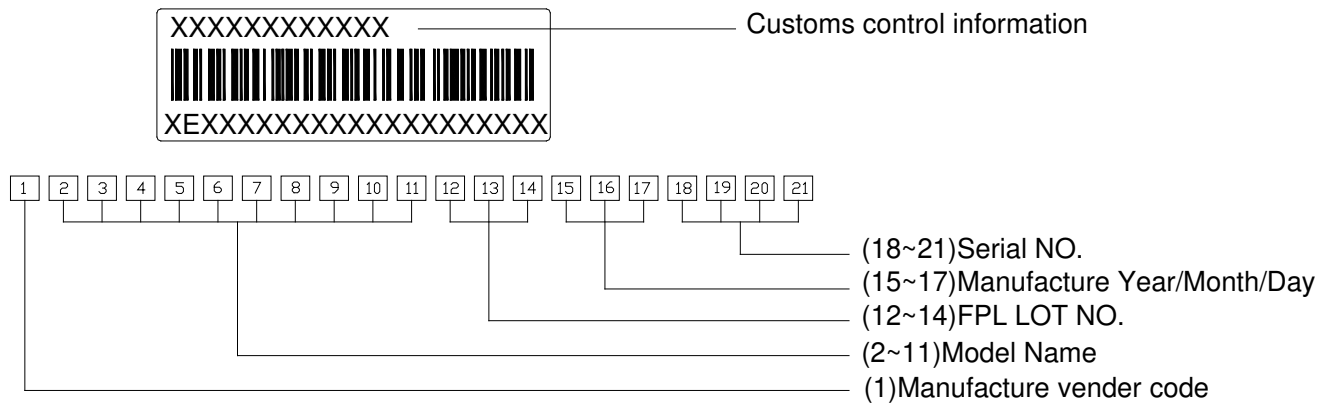 XXXXXXXXXXXX
Customs control information
XEXXXXXXXXXXXXXXXXXXX
1 2 3 4 5 6 7 8 9 10 11 12 13 14 15 16 17 18 19 20 21
(18~21)Serial NO.
(15~17)Manufacture Year/Month/Day
(12~14)FPL LOT NO.
(2~11)Model Name
(1)Manufacture vender code